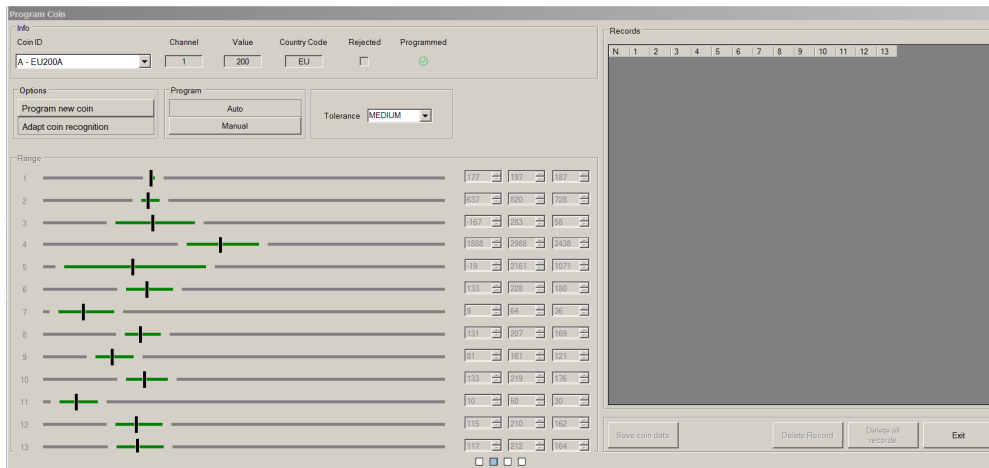 Program Coin
Info
Coin ID Channel Value Country Code Rejected Programmed
A - EU200A 1 200 EU
Options
Program new coin
Adapt coin recognition
Program
Auto
Manual
Tolerance MEDIUM
Range
1 177 197 187
2 637 820 728
3 -167 283 58
4 1888 2988 2438
5 -19 2161 1071
6 133 228 180
7 9 64 36
8 131 207 169
9 81 161 121
10 133 219 176
11 10 50 30
12 115 210 162
13 117 212 164
Records
N. 1 2 3 4 5 6 7 8 9 10 11 12 13
Save coin data Delete Record Delete all records Exit